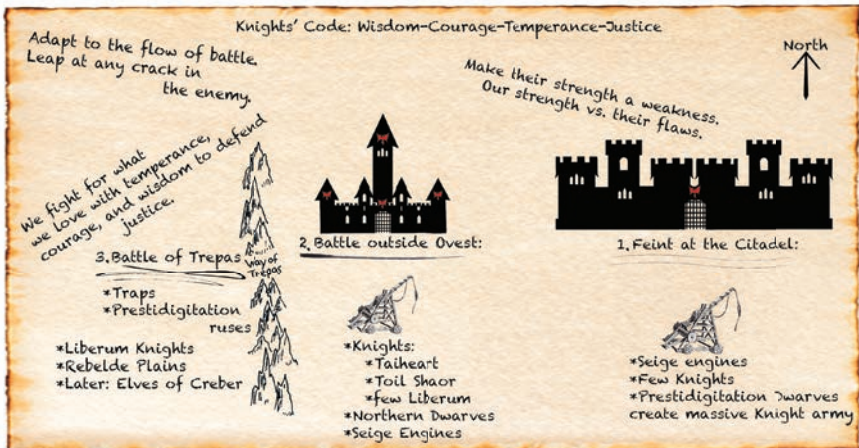 Knights' Code: Wisdom-Courage-Temperance-Justice
Adapt to the flow of battle.
Leap at any crack in
the enemy.
Make their strength a weakness.
Our strength vs. their flaws.
North
We fight for what
we love with temperance,
courage, and wisdom to defend
justice.
3. Battle of Trepas
Way of
Trepas
*Traps
*Prestidigitation
ruses
*Liberum Knights
*Rebelde Plains
*Later: Elves of Creber
2. Battle outside Ovest:
*Knights:
*Taiheart
*Toil Shaor
*few Liberum
*Northern Dwarves
*Seige Engines
1. Feint at the Citadel:
*Seige engines
*Few Knights
*Prestidigitation Dwarves
create massive Knight army